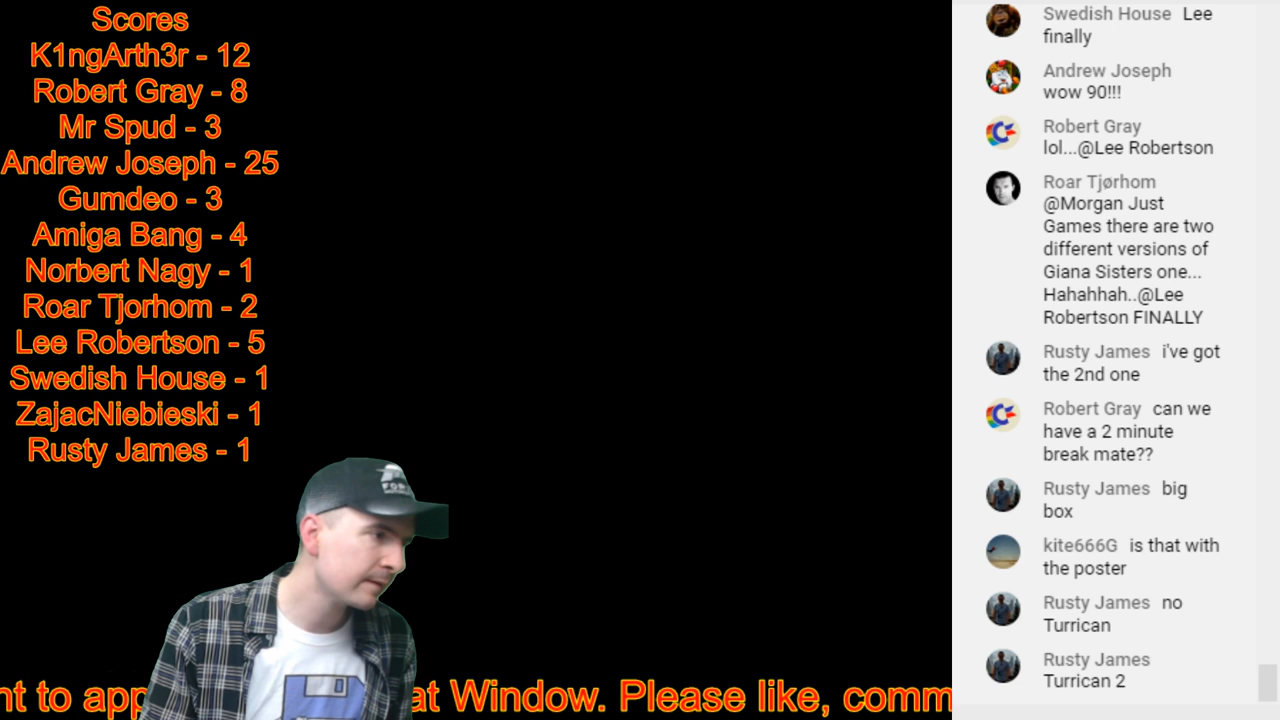 Scores
K1ngArth3r - 12
Robert Gray - 8
Mr Spud - 3
Andrew Joseph - 25
Gumdeo - 3
Amiga Bang - 4
Norbert Nagy - 1
Roar Tjorhom - 2
Lee Robertson - 5
Swedish House - 1
ZajacNiebieski - 1
Rusty James - 1
nt to app at Window. Please like, comm
Swedish House Lee
finally
Andrew Joseph
wow 90!!!
Robert Gray
lol...@Lee Robertson
Roar Tjørhom
@Morgan Just
Games there are two
different versions of
Giana Sisters one...
Hahahhah..@Lee
Robertson FINALLY
Rusty James i've got
the 2nd one
Robert Gray can we
have a 2 minute
break mate??
Rusty James big
box
kite666G is that with
the poster
Rusty James no
Turrican
Rusty James
Turrican 2